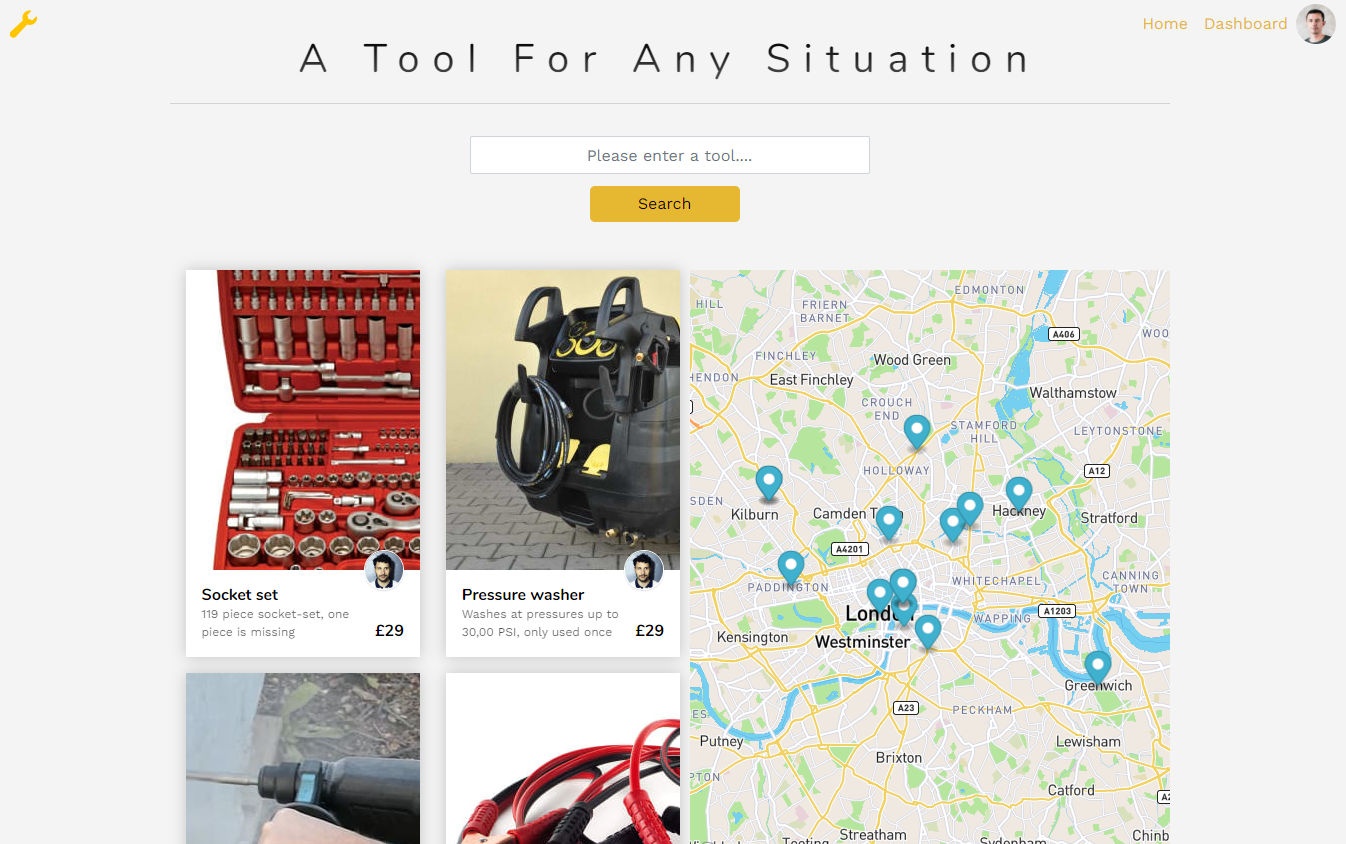 Home Dashboard
A Tool For Any Situation
Please enter a tool....
Search
Socket set
119 piece socket-set, one
piece is missing
£29
Pressure washer
Washes at pressures up to
30,00 PSI, only used once
£29
EDMONTON
HILL
FRIERN
BARNET
A406
WOO
FINCHLEY
Wood Green
HENDON
East Finchley
Walthamstow
CROUCH
END
STAMFORD
HILL
LEYTONSTONE
HOLLOWAY
A12
SDEN
Kilburn
Camden T
Hackney
Stratford
A4201
PADDINGTON
WHITECHAPEL
CANNING
TOWN
London
A1203
WAPPING
Kensington
Westminster
Greenwich
ES
A23
PECKHAM
Putney
Lewisham
Brixton
PTON
Catford
A2
Streatham
Chinb
Tooting
Sydenham